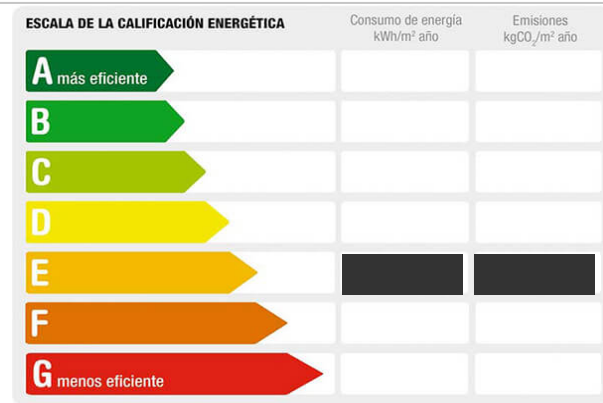 ESCALA DE LA CALIFICACIÓN ENERGÉTICA
Consumo de energía
kWh/m² año
Emisiones
kgCO₂/m² año
A más eficiente
B
C
D
E
F
G menos eficiente